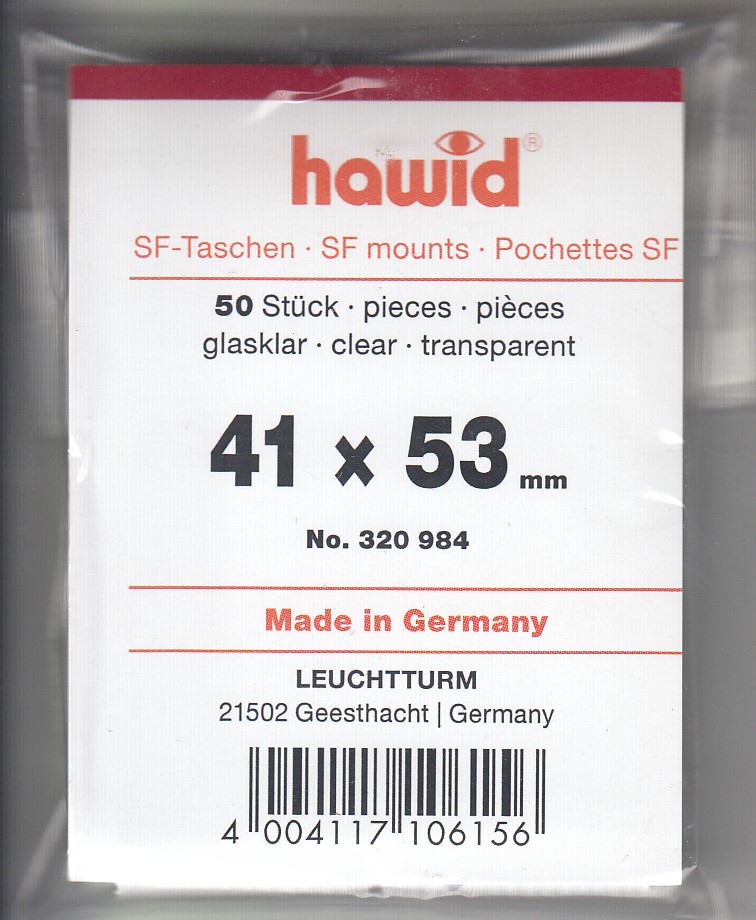 hawid®
SF-Taschen · SF mounts · Pochettes SF
50 Stück · pieces · pièces
glasklar · clear · transparent
41 x 53 mm
No. 320 984
Made in Germany
LEUCHTTURM
21502 Geesthacht | Germany
4 004117 106156